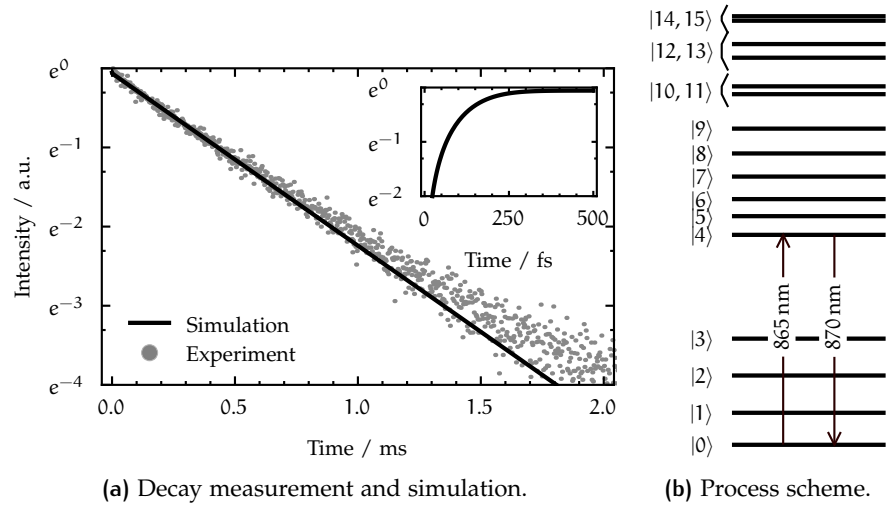 e⁰
e⁻¹
e⁻²
e⁻³
e⁻⁴
Intensity / a.u.
0.0 0.5 1.0 1.5 2.0
Time / ms
Simulation
Experiment
e⁰
e⁻¹
e⁻²
0 250 500
Time / fs
(a) Decay measurement and simulation.
|14, 15⟩
|12, 13⟩
|10, 11⟩
|9⟩
|8⟩
|7⟩
|6⟩
|5⟩
|4⟩
|3⟩
|2⟩
|1⟩
|0⟩
865 nm
870 nm
(b) Process scheme.